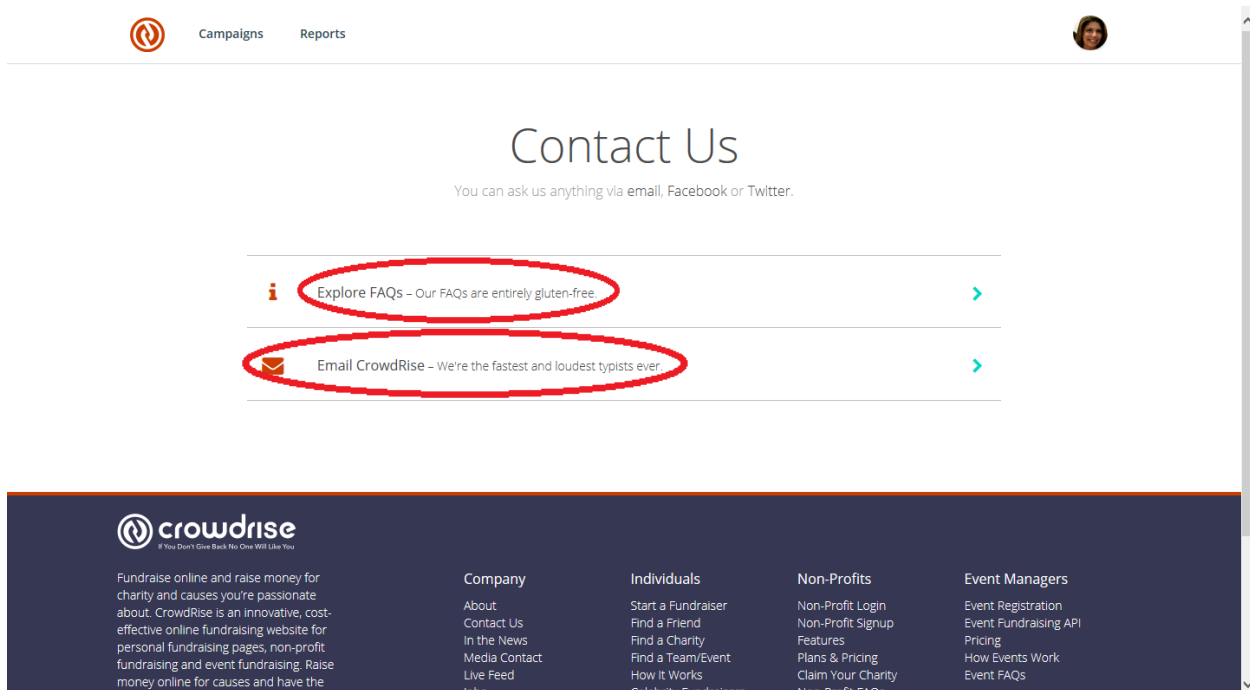 Campaigns Reports
Contact Us
You can ask us anything via email, Facebook or Twitter.
Explore FAQs – Our FAQs are entirely gluten-free.
Email CrowdRise – We're the fastest and loudest typists ever.
crowdrise
If You Don't Give Back No One Will Like You
Fundraise online and raise money for
charity and causes you're passionate
about. CrowdRise is an innovative, cost-
effective online fundraising website for
personal fundraising pages, non-profit
fundraising and event fundraising. Raise
money online for causes and have the
Company
About
Contact Us
In the News
Media Contact
Live Feed
Jobs
Individuals
Start a Fundraiser
Find a Friend
Find a Charity
Find a Team/Event
How It Works
Celebrity Fundraisers
Non-Profits
Non-Profit Login
Non-Profit Signup
Features
Plans & Pricing
Claim Your Charity
Non-Profit FAQs
Event Managers
Event Registration
Event Fundraising API
Pricing
How Events Work
Event FAQs